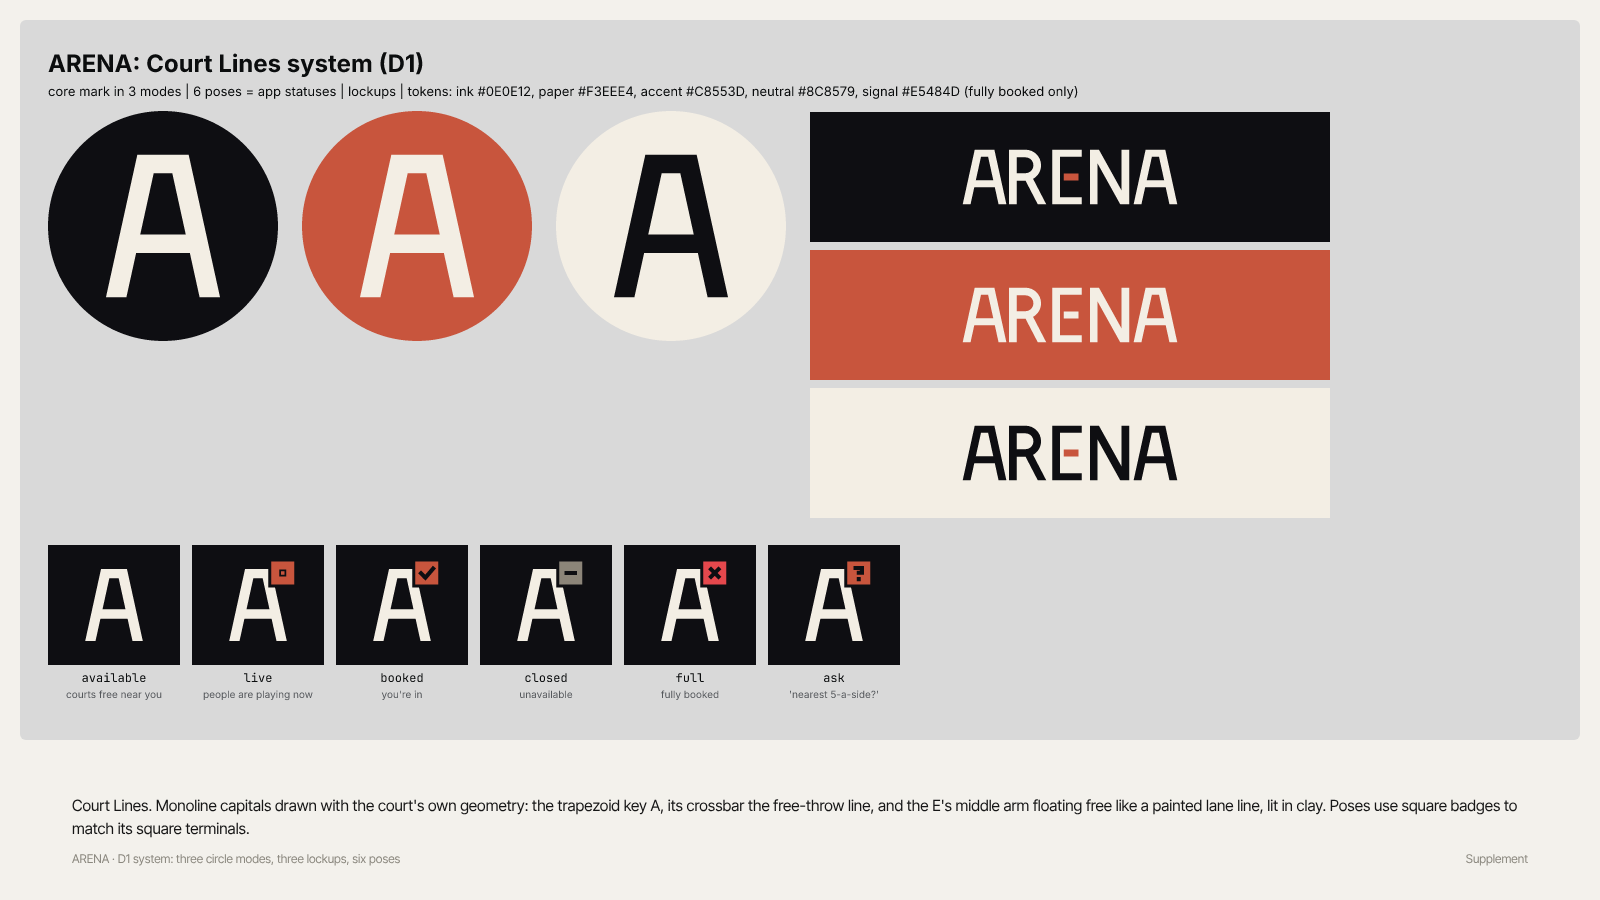 ARENA: Court Lines system (D1)
core mark in 3 modes | 6 poses = app statuses | lockups | tokens: ink #0E0E12, paper #F3EEE4, accent #C8553D, neutral #8C8579, signal #E5484D (fully booked only)
A
A
A
ARENA
ARENA
ARENA
A
A
A
A
A
A ?
available
live
booked
closed
full
ask
courts free near you
people are playing now
you're in
unavailable
fully booked
'nearest 5-a-side?'
Court Lines. Monoline capitals drawn with the court's own geometry: the trapezoid key A, its crossbar the free-throw line, and the E's middle arm floating free like a painted lane line, lit in clay. Poses use square badges to
match its square terminals.
ARENA · D1 system: three circle modes, three lockups, six poses
Supplement